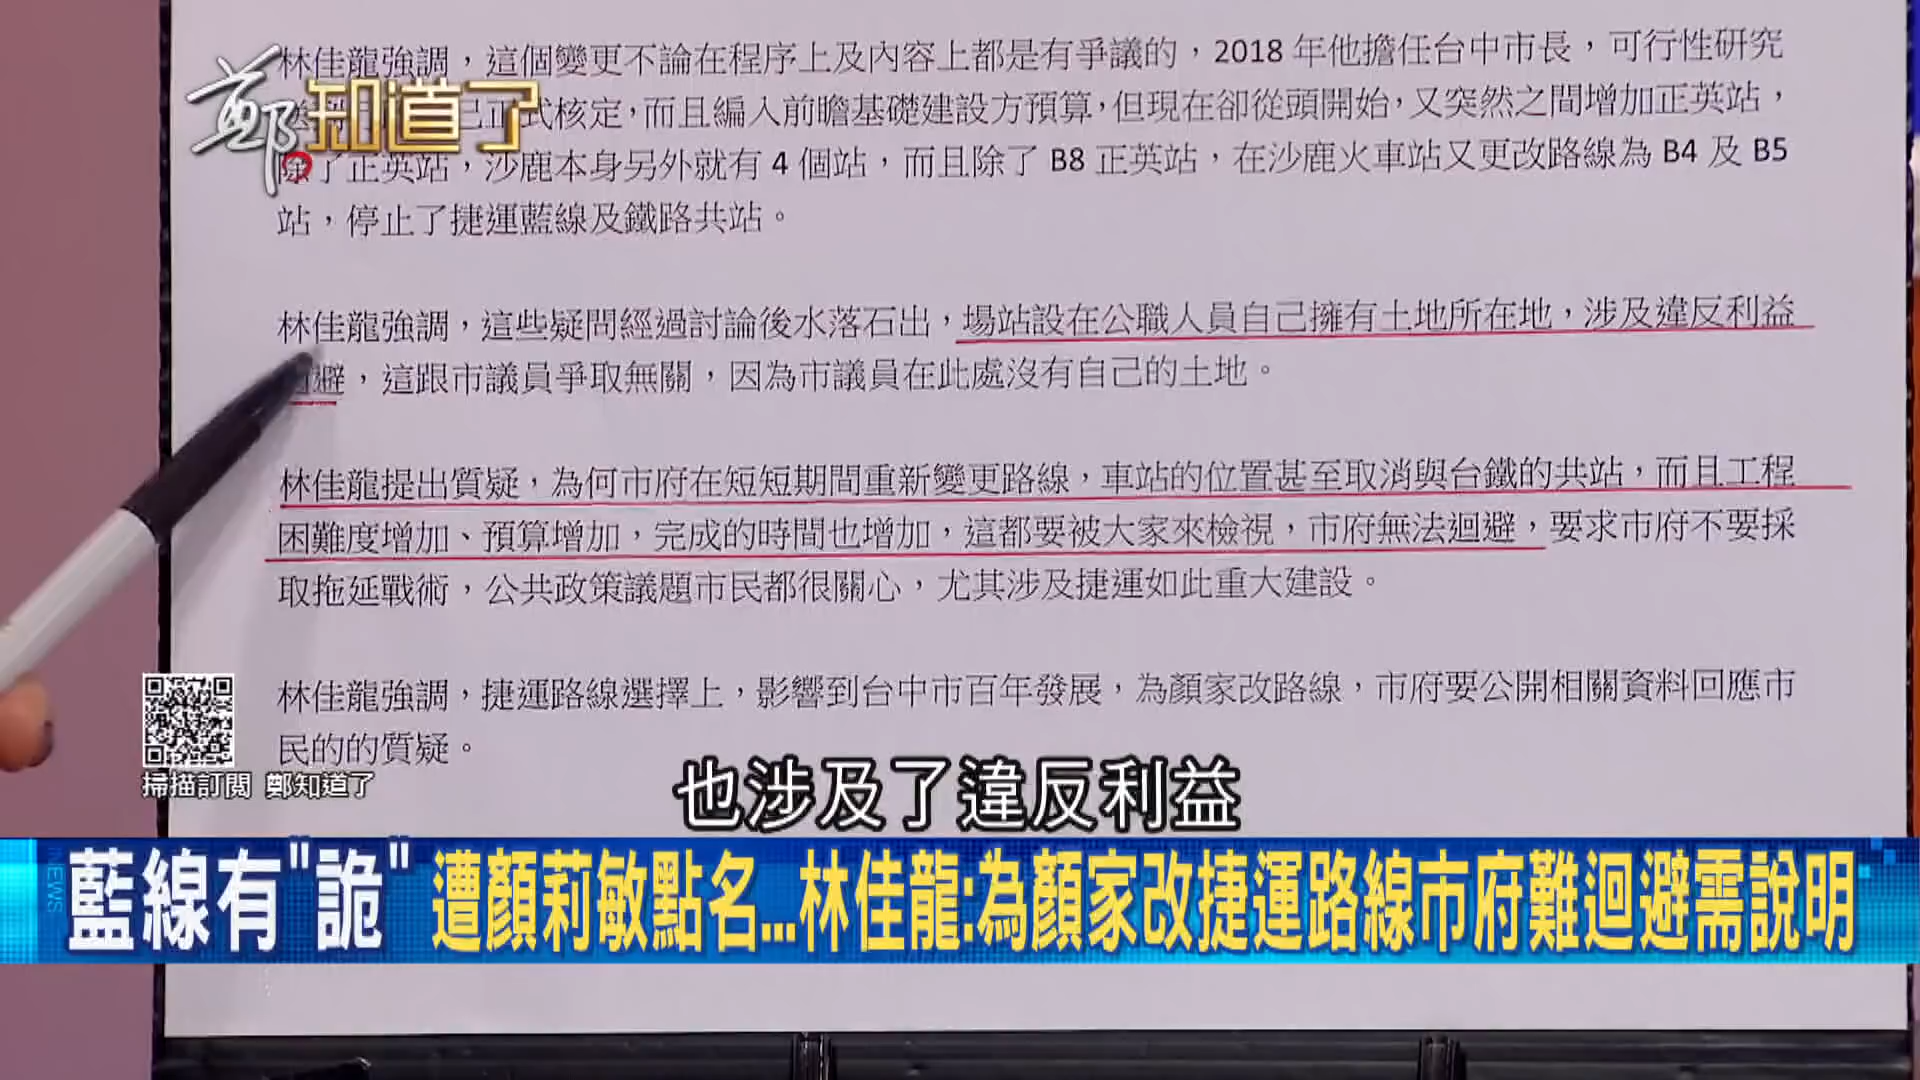 林佳龍強調，這個變更不論在程序上及內容上都是有爭議的，2018 年他擔任台中市長，可行性研究
鄭知道了
已正式核定，而且編入前瞻基礎建設方預算，但現在卻從頭開始，又突然之間增加正英站，
除了正英站，沙鹿本身另外就有 4 個站，而且除了 B8 正英站，在沙鹿火車站又更改路線為 B4 及 B5
站，停止了捷運藍線及鐵路共站。
林佳龍強調，這些疑問經過討論後水落石出，場站設在公職人員自己擁有土地所在地，涉及違反利益
避，這跟市議員爭取無關，因為市議員在此處沒有自己的土地。
林佳龍提出質疑，為何市府在短短期間重新變更路線，車站的位置甚至取消與台鐵的共站，而且工程
困難度增加、預算增加，完成的時間也增加，這都要被大家來檢視，市府無法迴避，要求市府不要採
取拖延戰術，公共政策議題市民都很關心，尤其涉及捷運如此重大建設。
林佳龍強調，捷運路線選擇上，影響到台中市百年發展，為顏家改路線，市府要公開相關資料回應市
民的的質疑。
掃描訂閱 鄭知道了
也涉及了違反利益
NEWS
藍線有"詭" 遭顏莉敏點名...林佳龍:為顏家改捷運路線市府難迴避需說明